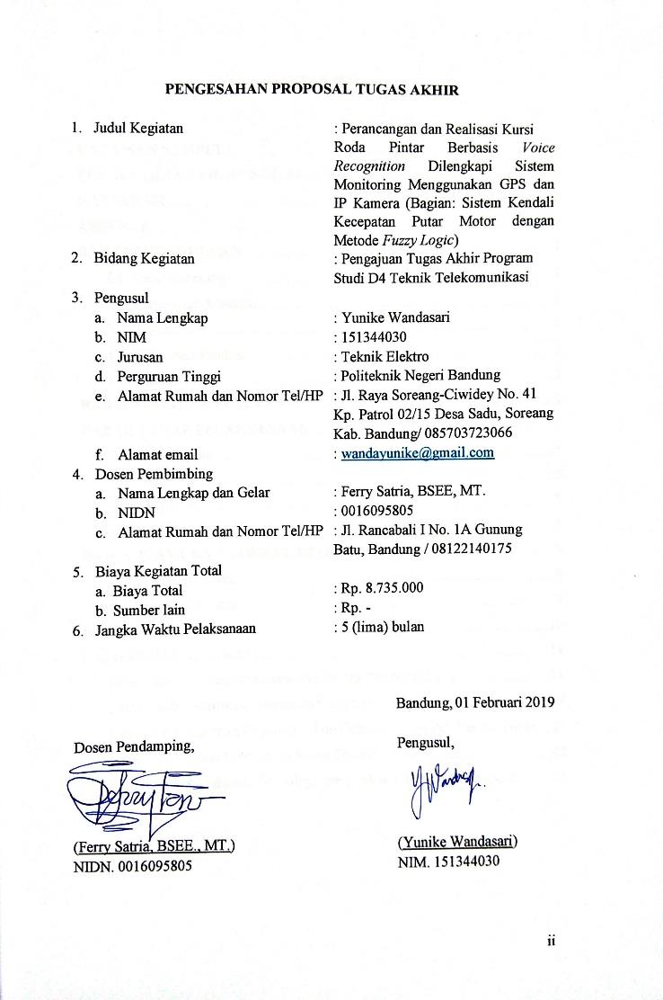 PENGESAHAN PROPOSAL TUGAS AKHIR
1. Judul Kegiatan : Perancangan dan Realisasi Kursi
Roda Pintar Berbasis Voice
Recognition Dilengkapi Sistem
Monitoring Menggunakan GPS dan
IP Kamera (Bagian: Sistem Kendali
Kecepatan Putar Motor dengan
Metode Fuzzy Logic)
2. Bidang Kegiatan : Pengajuan Tugas Akhir Program
Studi D4 Teknik Telekomunikasi
3. Pengusul
a. Nama Lengkap : Yunike Wandasari
b. NIM : 151344030
c. Jurusan : Teknik Elektro
d. Perguruan Tinggi : Politeknik Negeri Bandung
e. Alamat Rumah dan Nomor Tel/HP : Jl. Raya Soreang-Ciwidey No. 41
Kp. Patrol 02/15 Desa Sadu, Soreang
Kab. Bandung/ 085703723066
f. Alamat email : wandayunike@gmail.com
4. Dosen Pembimbing
a. Nama Lengkap dan Gelar : Ferry Satria, BSEE, MT.
b. NIDN : 0016095805
c. Alamat Rumah dan Nomor Tel/HP : Jl. Rancabali I No. 1A Gunung
Batu, Bandung / 08122140175
5. Biaya Kegiatan Total
a. Biaya Total : Rp. 8.735.000
b. Sumber lain : Rp. -
6. Jangka Waktu Pelaksanaan : 5 (lima) bulan
Bandung, 01 Februari 2019
Dosen Pendamping, Pengusul,
(Ferry Satria, BSEE., MT.) (Yunike Wandasari)
NIDN. 0016095805 NIM. 151344030
ii